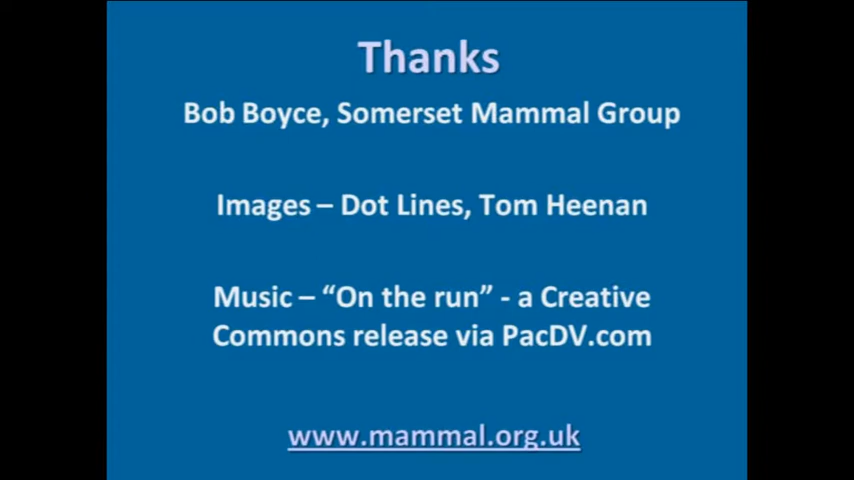 Thanks
Bob Boyce, Somerset Mammal Group
Images – Dot Lines, Tom Heenan
Music – “On the run” - a Creative
Commons release via PacDV.com
www.mammal.org.uk